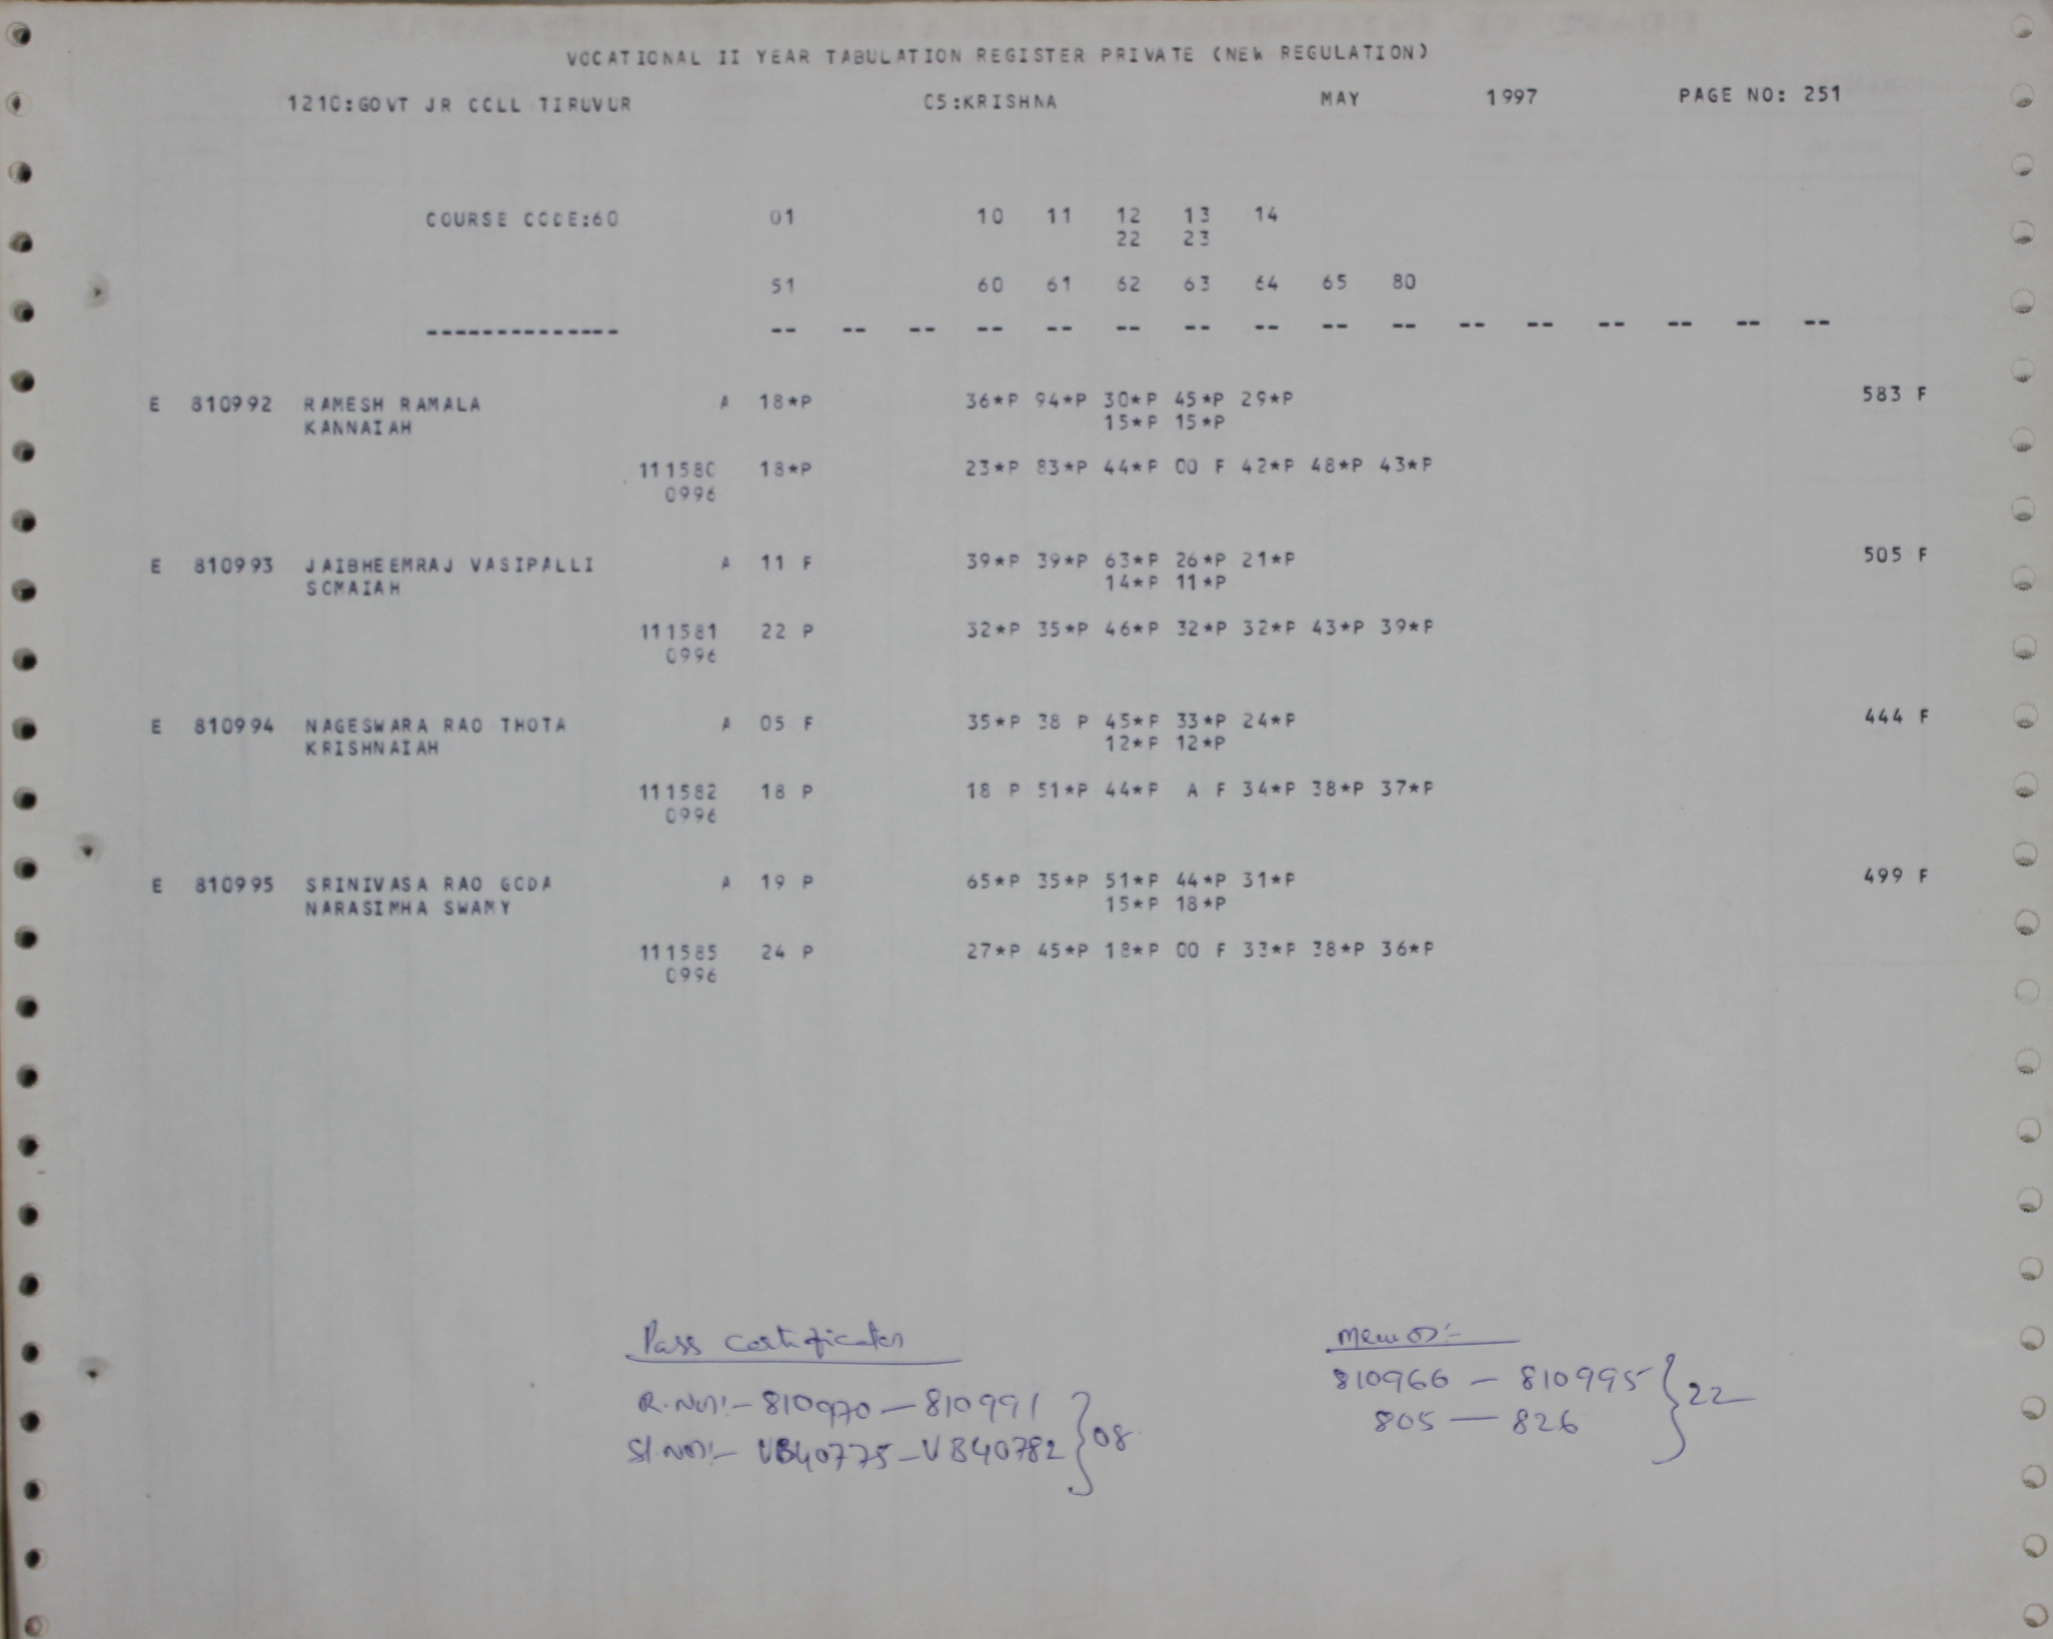 VOCATIONAL II YEAR TABULATION REGISTER PRIVATE (NEW REGULATION)
1210:GOVT JR COLL TIRUVUR 05:KRISHNA MAY 1997 PAGE NO: 251
COURSE CODE:60 01 10 11 12 13 14
22 23
51 60 61 62 63 64 65 80
-------------- -- -- -- -- -- -- -- -- -- -- -- -- -- -- -- --
E 810992 RAMESH RAMALA A 18*P 36*P 94*P 30*P 45*P 29*P 583 F
KANNAIAH 15*P 15*P
111580 18*P 23*P 83*P 44*P 00 F 42*P 48*P 43*P
0996
E 810993 JAIBHEEMRAJ VASIPALLI A 11 F 39*P 39*P 63*P 26*P 21*P 505 F
SOMAIAH 14*P 11*P
111581 22 P 32*P 35*P 46*P 32*P 32*P 43*P 39*P
0996
E 810994 NAGESWARA RAO THOTA A 05 F 35*P 38 P 45*P 33*P 24*P 444 F
KRISHNAIAH 12*P 12*P
111582 18 P 18 P 51*P 44*P A F 34*P 38*P 37*P
0996
E 810995 SRINIVASA RAO GODA A 19 P 65*P 35*P 51*P 44*P 31*P 499 F
NARASIMHA SWAMY 15*P 18*P
111585 24 P 27*P 45*P 18*P 00 F 33*P 38*P 36*P
0996
Pass certificates
R.No:- 810970 — 810991
Sl.No:- VB40775 — VB40782 } 08
Memos:-
810966 — 810995 } 22
805 — 826